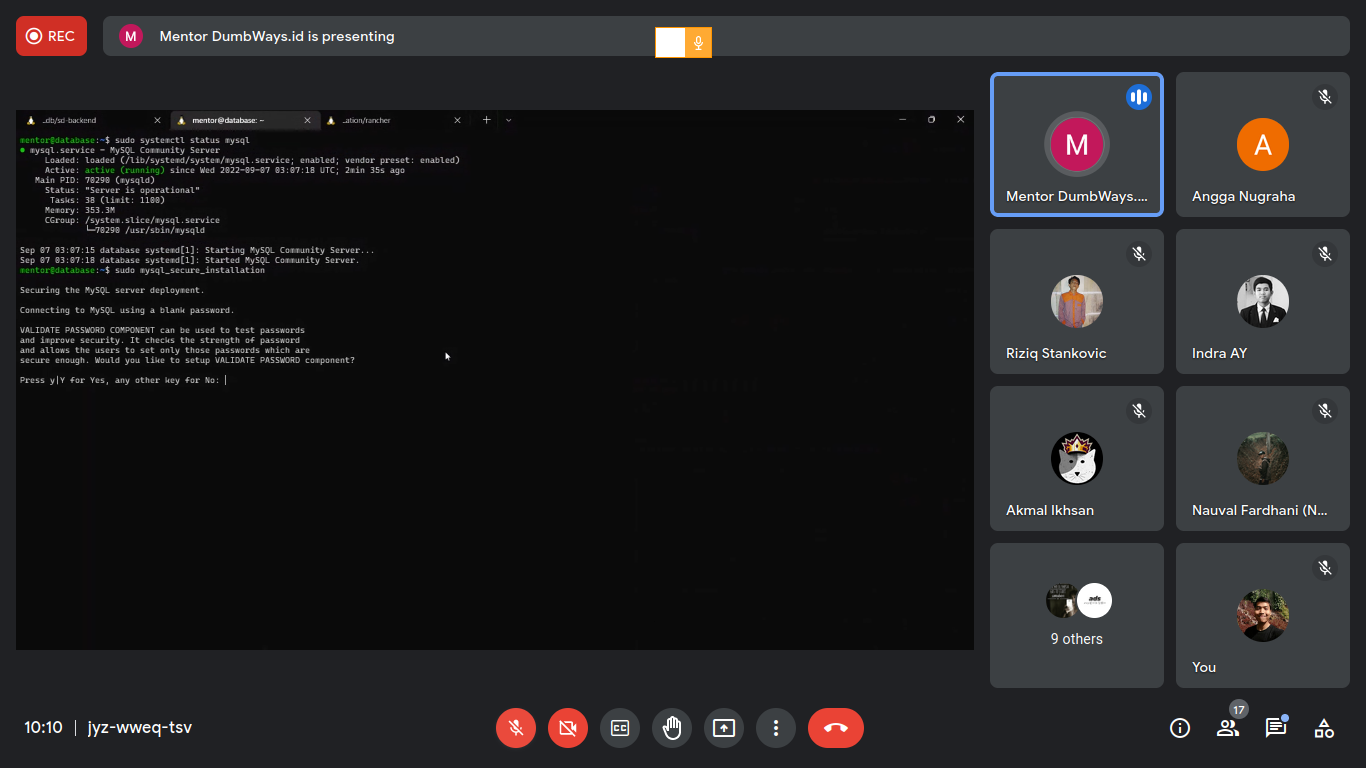 REC
M
Mentor DumbWays.id is presenting
_db/sd-backend
mentor@database: ~
_ation/rancher
mentor@database:~$ sudo systemctl status mysql
● mysql.service - MySQL Community Server
Loaded: loaded (/lib/systemd/system/mysql.service; enabled; vendor preset: enabled)
Active: active (running) since Wed 2022-09-07 03:07:18 UTC; 2min 35s ago
Main PID: 70290 (mysqld)
Status: "Server is operational"
Tasks: 38 (limit: 1100)
Memory: 353.3M
CGroup: /system.slice/mysql.service
└─70290 /usr/sbin/mysqld
Sep 07 03:07:15 database systemd[1]: Starting MySQL Community Server...
Sep 07 03:07:18 database systemd[1]: Started MySQL Community Server.
mentor@database:~$ sudo mysql_secure_installation
Securing the MySQL server deployment.
Connecting to MySQL using a blank password.
VALIDATE PASSWORD COMPONENT can be used to test passwords
and improve security. It checks the strength of password
and allows the users to set only those passwords which are
secure enough. Would you like to setup VALIDATE PASSWORD component?
Press y|Y for Yes, any other key for No:
M
Mentor DumbWays....
A
Angga Nugraha
Riziq Stankovic
Indra AY
Akmal Ikhsan
Nauval Fardhani (N...
ads
9 others
You
10:10 | jyz-wweq-tsv
CC
17